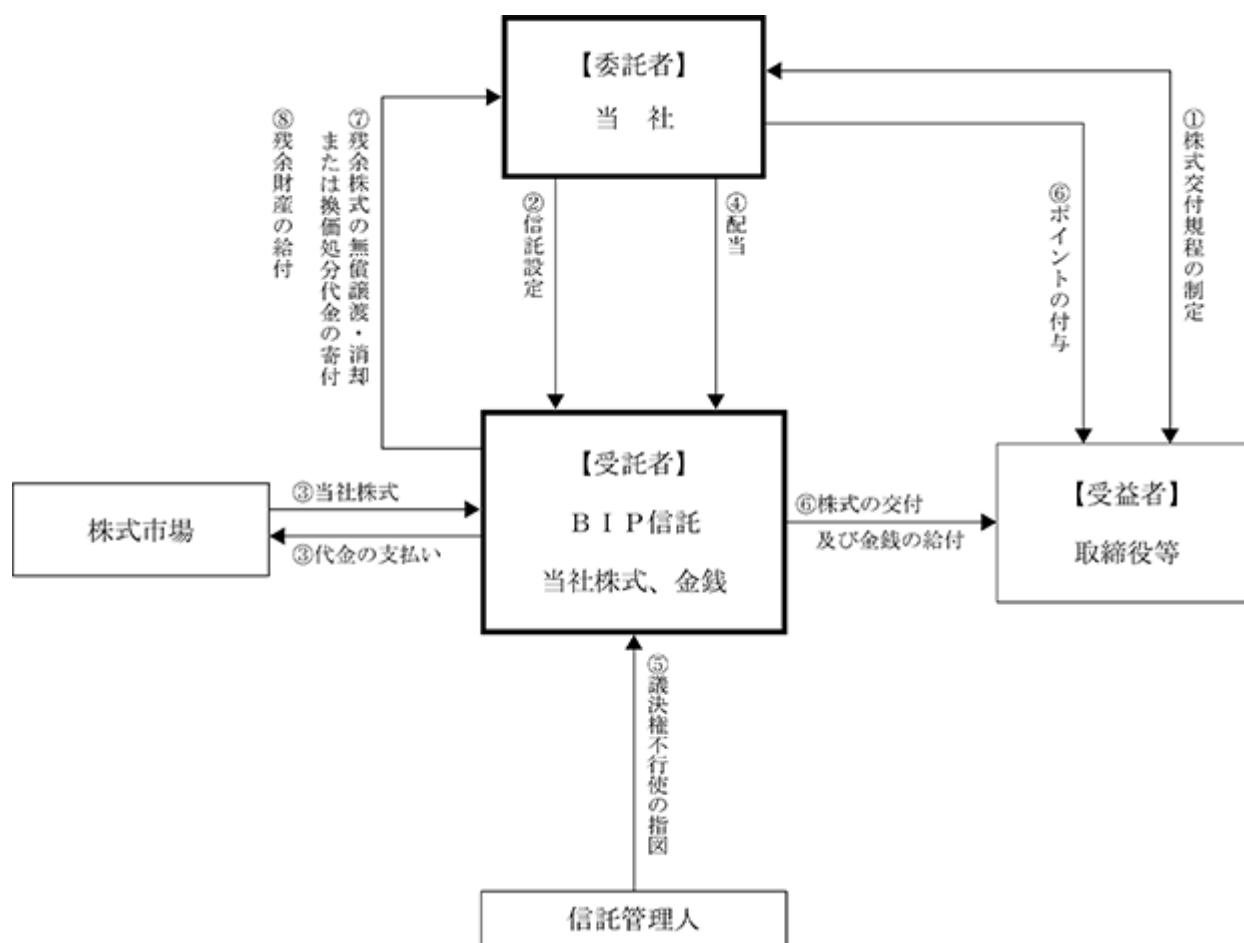 【委託者】
当　社
⑧残余財産の給付
⑦残余株式の無償譲渡・消却
または換価処分代金の寄付
②信託設定
④配当
⑥ポイントの付与
①株式交付規程の制定
株式市場
③当社株式
③代金の支払い
【受託者】
ＢＩＰ信託
当社株式、金銭
⑥株式の交付
及び金銭の給付
【受益者】
取締役等
⑤議決権不行使の指図
信託管理人